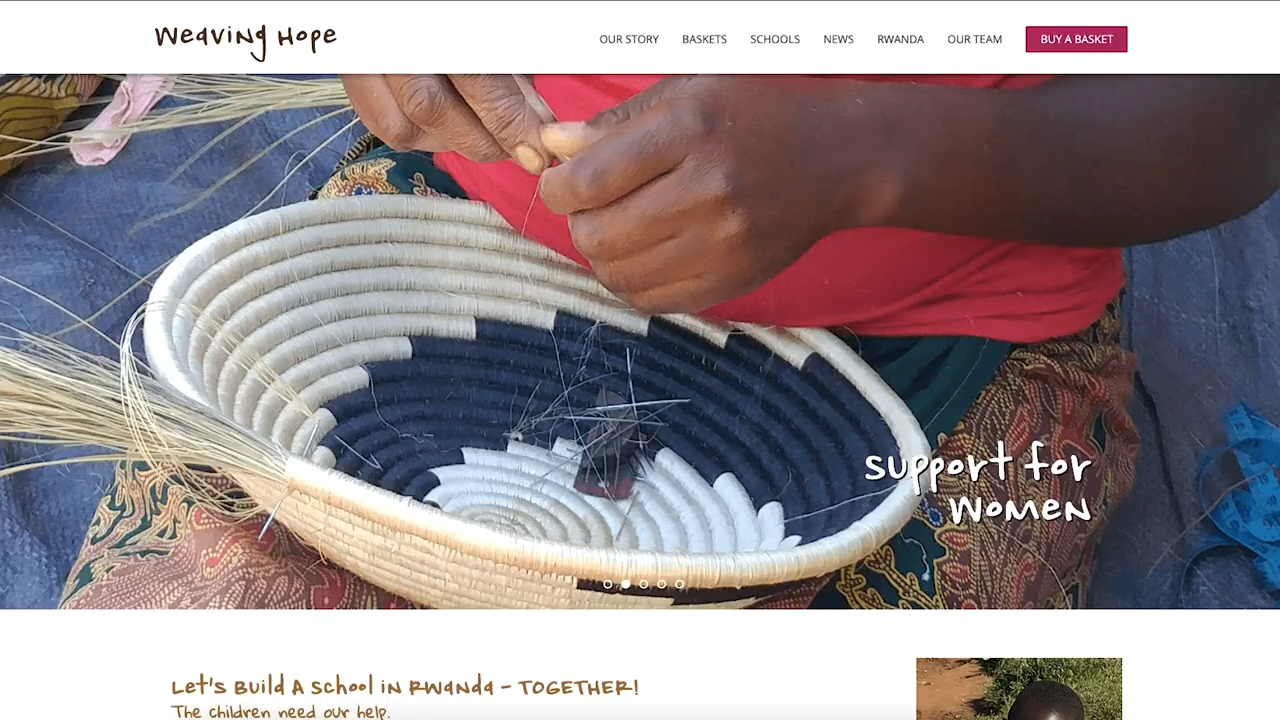 Weaving Hope
OUR STORY BASKETS SCHOOLS NEWS RWANDA OUR TEAM BUY A BASKET
support for
women
Let's Build A School in Rwanda - TOGETHER!
The children need our help.